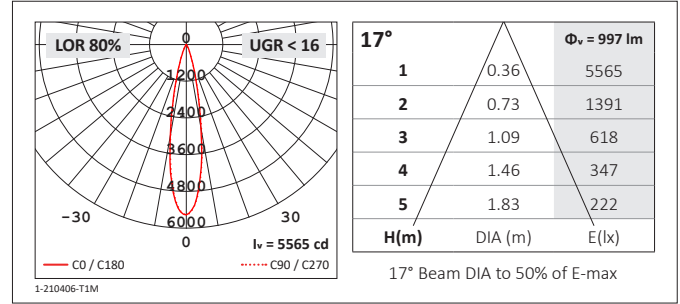 LOR 80%
UGR < 16
0
1200
2400
3600
4800
6000
-30
0
30
Iᵥ = 5565 cd
C0 / C180
C90 / C270
1-210406-T1M
17° Φᵥ = 997 lm
1 0.36 5565
2 0.73 1391
3 1.09 618
4 1.46 347
5 1.83 222
H(m) DIA (m) E(lx)
17° Beam DIA to 50% of E-max